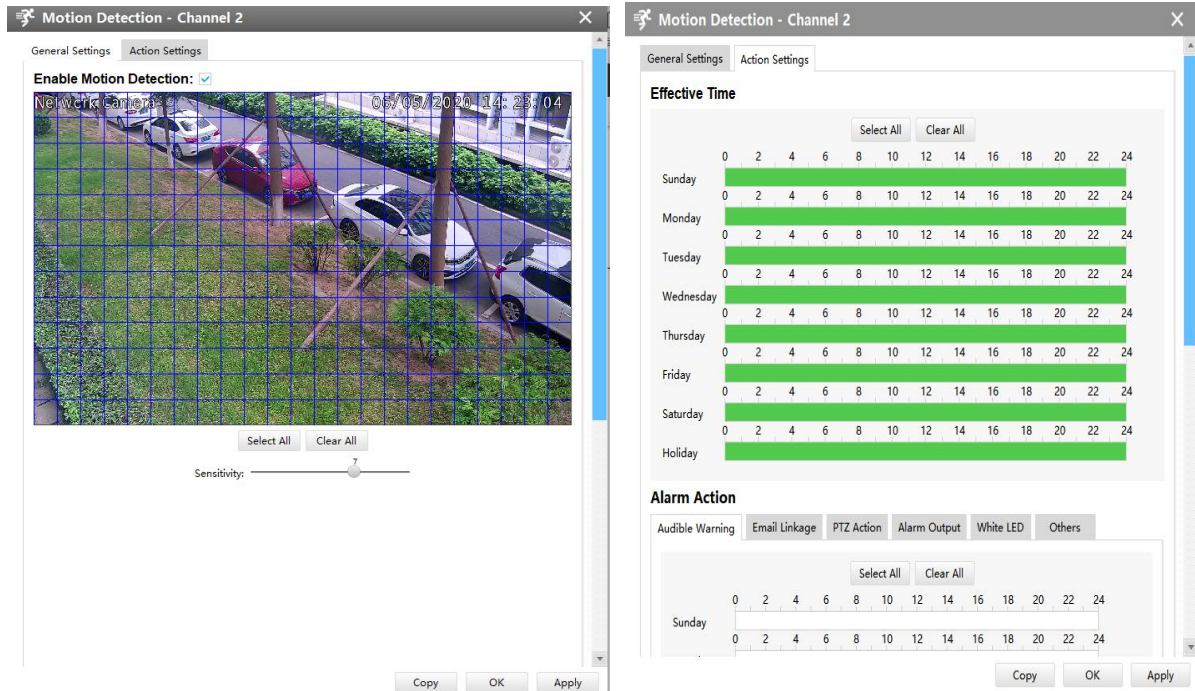 Motion Detection - Channel 2
General Settings Action Settings
Enable Motion Detection:
Network Camera 06/05/2020 14:23:04
Select All Clear All
7
Sensitivity:
Copy OK Apply
Motion Detection - Channel 2
General Settings Action Settings
Effective Time
Select All Clear All
0 2 4 6 8 10 12 14 16 18 20 22 24
Sunday
0 2 4 6 8 10 12 14 16 18 20 22 24
Monday
0 2 4 6 8 10 12 14 16 18 20 22 24
Tuesday
0 2 4 6 8 10 12 14 16 18 20 22 24
Wednesday
0 2 4 6 8 10 12 14 16 18 20 22 24
Thursday
0 2 4 6 8 10 12 14 16 18 20 22 24
Friday
0 2 4 6 8 10 12 14 16 18 20 22 24
Saturday
0 2 4 6 8 10 12 14 16 18 20 22 24
Holiday
Alarm Action
Audible Warning Email Linkage PTZ Action Alarm Output White LED Others
Select All Clear All
0 2 4 6 8 10 12 14 16 18 20 22 24
Sunday
0 2 4 6 8 10 12 14 16 18 20 22 24
Copy OK Apply